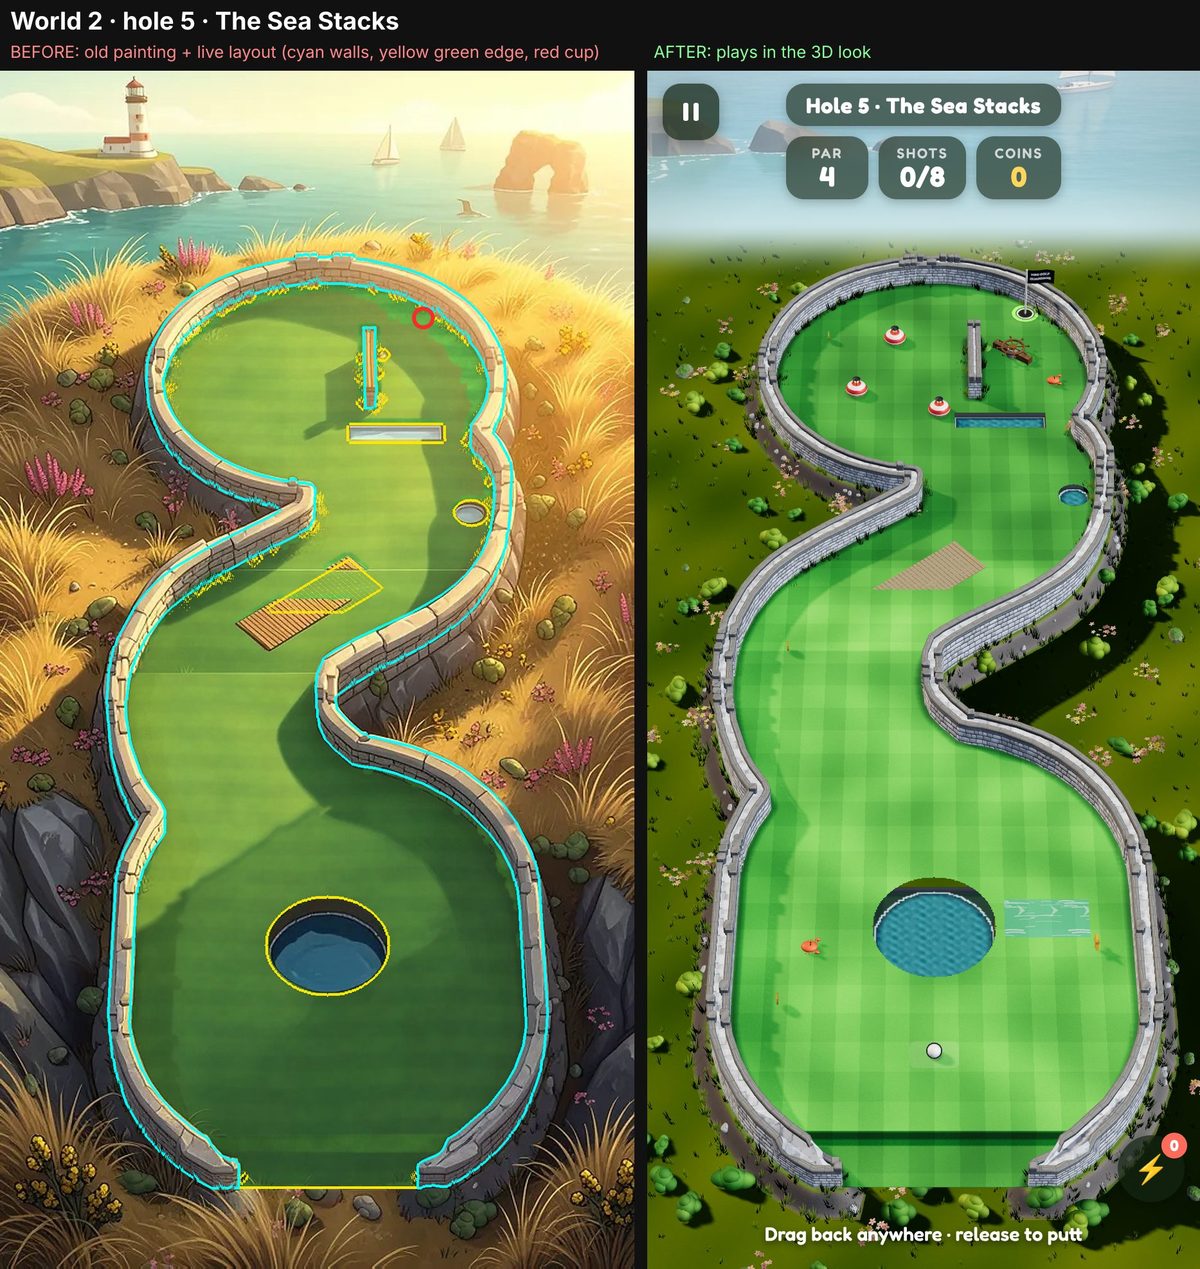 World 2 · hole 5 · The Sea Stacks
BEFORE: old painting + live layout (cyan walls, yellow green edge, red cup)
AFTER: plays in the 3D look
Hole 5 · The Sea Stacks
PAR
4
SHOTS
0/8
COINS
0
0
Drag back anywhere · release to putt